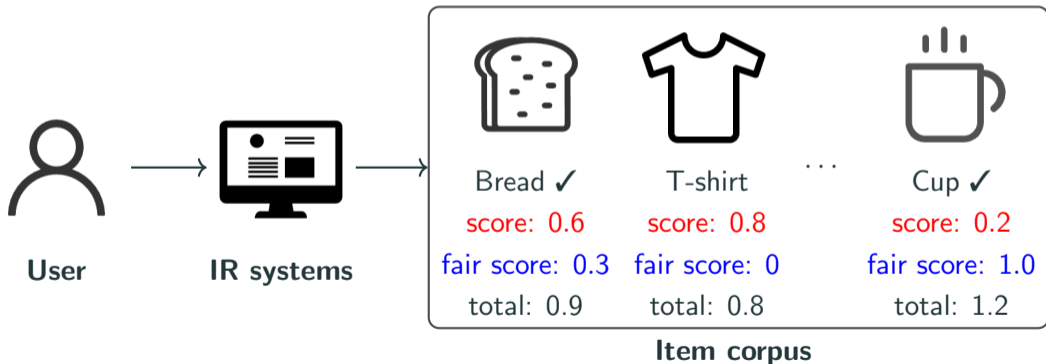 Bread ✓ T-shirt ... Cup ✓
score: 0.6 score: 0.8 score: 0.2
User IR systems fair score: 0.3 fair score: 0 fair score: 1.0
total: 0.9 total: 0.8 total: 1.2
Item corpus